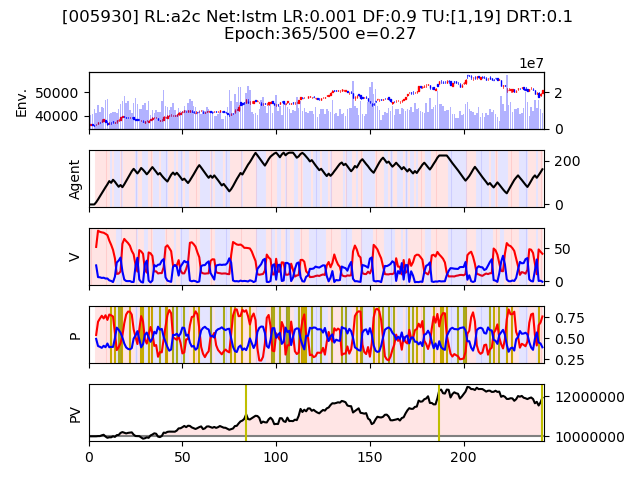 [005930] RL:a2c Net:lstm LR:0.001 DF:0.9 TU:[1,19] DRT:0.1
Epoch:365/500 e=0.27
1e7
Env.
50000
40000
2
0
Agent
200
0
V
50
0
P
0.75
0.50
0.25
PV
12000000
10000000
0 50 100 150 200